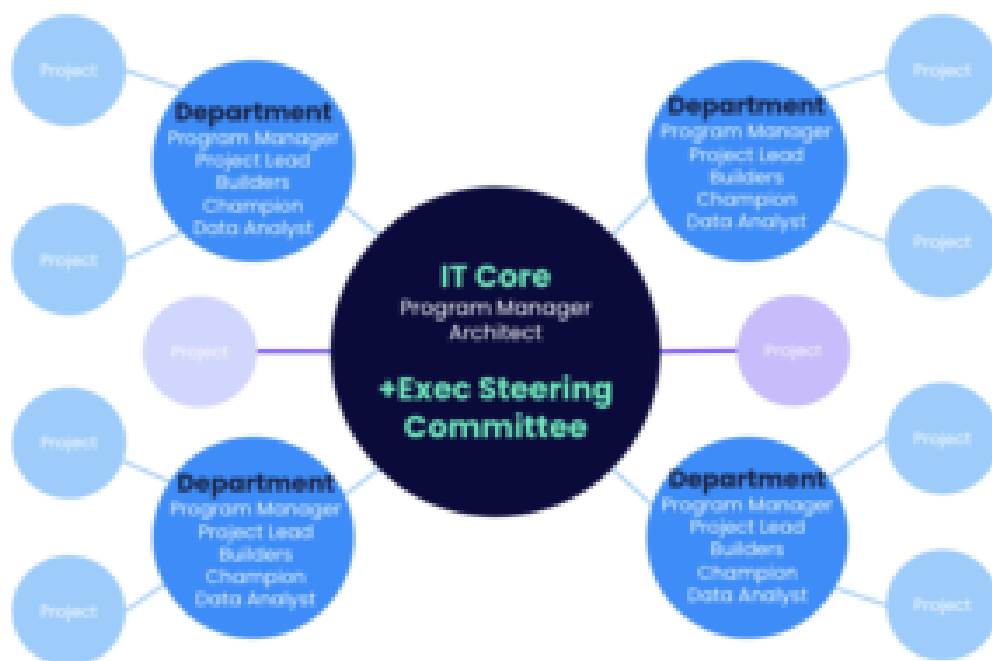 Project
Department
Program Manager
Project Lead
Builders
Champion
Data Analyst
Project
Project
Department
Program Manager
Project Lead
Builders
Champion
Data Analyst
Project
IT Core
Program Manager
Architect
+Exec Steering
Committee
Project
Project
Project
Department
Program Manager
Project Lead
Builders
Champion
Data Analyst
Project
Project
Department
Program Manager
Project Lead
Builders
Champion
Data Analyst
Project